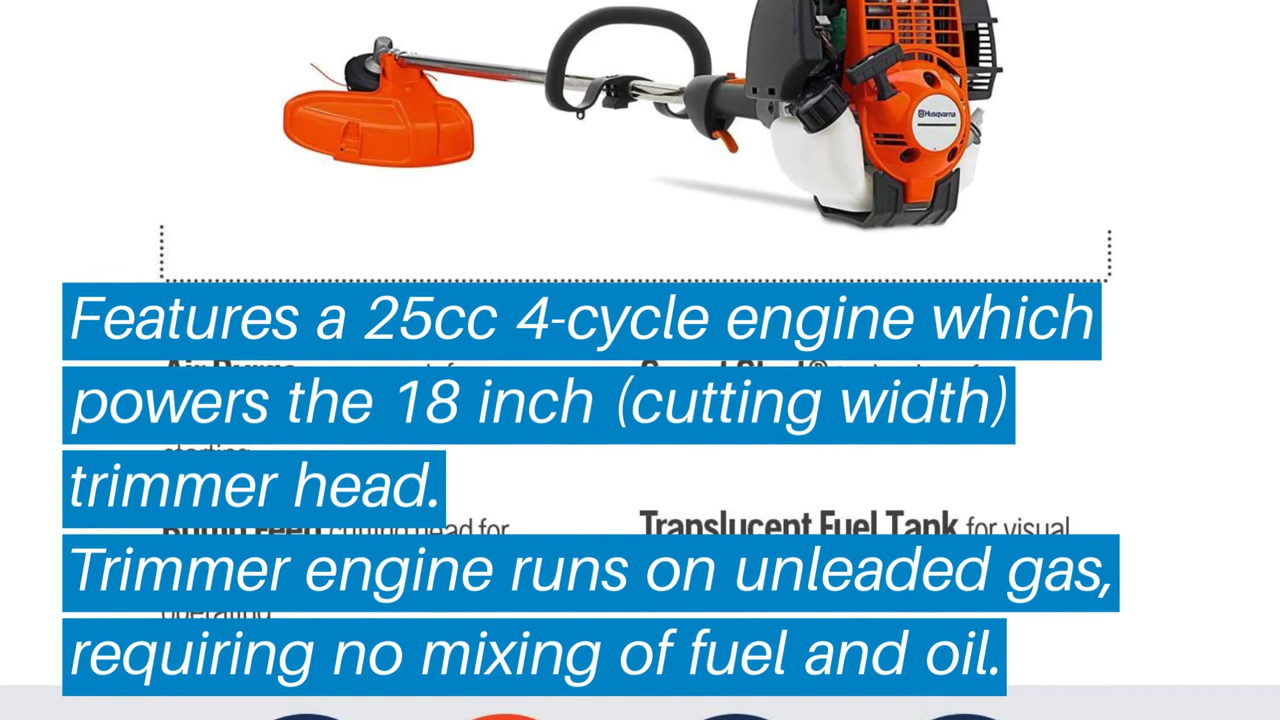 Husqvarna
Features a 25cc 4-cycle engine which
powers the 18 inch (cutting width)
trimmer head.
Translucent Fuel Tank for visual
Trimmer engine runs on unleaded gas,
requiring no mixing of fuel and oil.